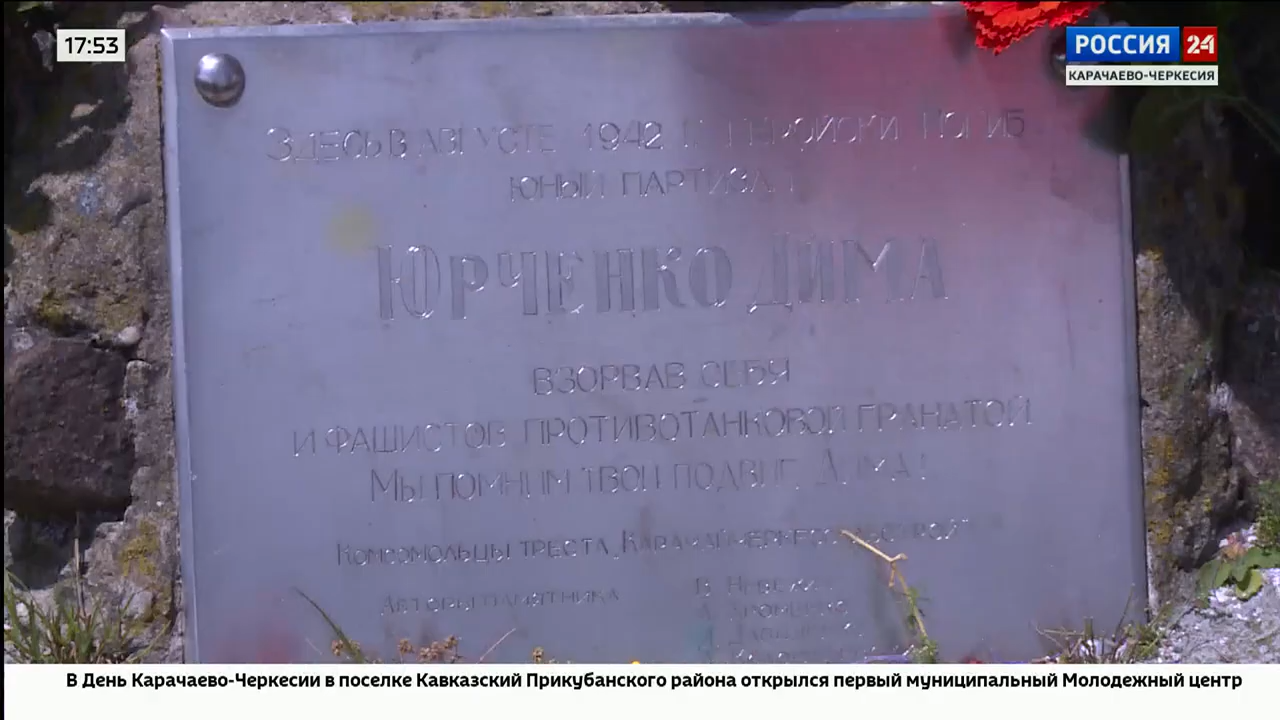 17:53
РОССИЯ 24
КАРАЧАЕВО-ЧЕРКЕСИЯ
ЗДЕСЬ В АВГУСТЕ 1942 Г. ГЕРОЙСКИ ПОГИБ
ЮНЫЙ ПАРТИЗАН
ЮРЧЕНКО ДИМА
ВЗОРВАВ СЕБЯ
И ФАШИСТОВ ПРОТИВОТАНКОВОЙ ГРАНАТОЙ
МЫ ПОМНИМ ТВОЙ ПОДВИГ, ДИМА!
КОМСОМОЛЬЦЫ ТРЕСТА „КАРАЧАЙЧЕРКЕССЕЛЬСТРОЙ"
АВТОРЫ ПАМЯТНИКА В.
А.
В День Карачаево-Черкесии в поселке Кавказский Прикубанского района открылся первый муниципальный Молодежный центр